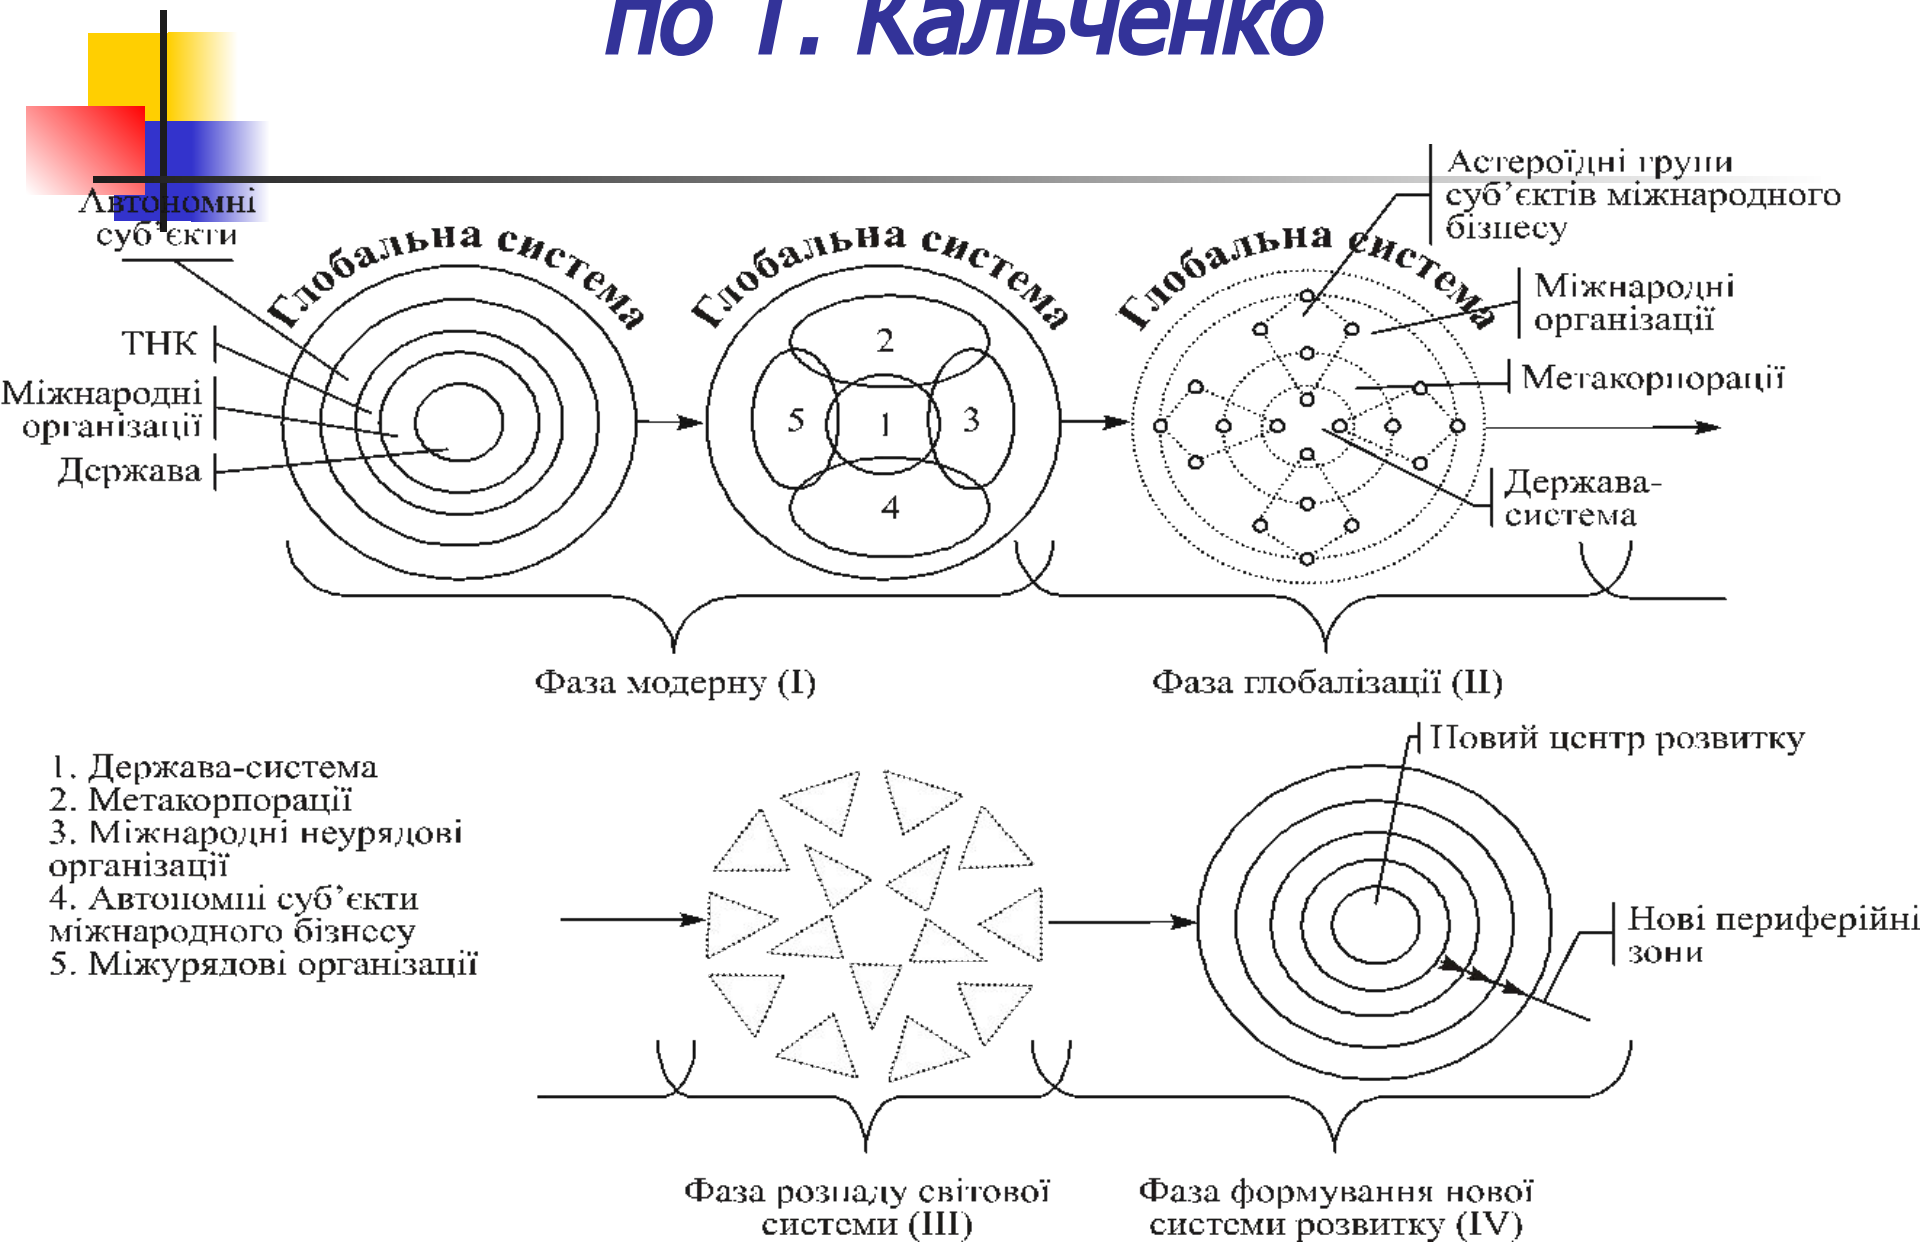 по Т. Кальченко
Автономні
суб’єкти
ТНК
Міжнародні
організації
Держава
Глобальна система
Глобальна система
2
5
1
3
4
Глобальна система
Астероїдні групи
суб’єктів міжнародного
бізнесу
Міжнародні
організації
Метакорпорації
Держава-
система
Фаза модерну (I)
Фаза глобалізації (II)
1. Держава-система
2. Метакорпорації
3. Міжнародні неурядові
організації
4. Автономні суб’єкти
міжнародного бізнесу
5. Міжурядові організації
Новий центр розвитку
Нові периферійні
зони
Фаза розпаду світової
системи (III)
Фаза формування нової
системи розвитку (IV)